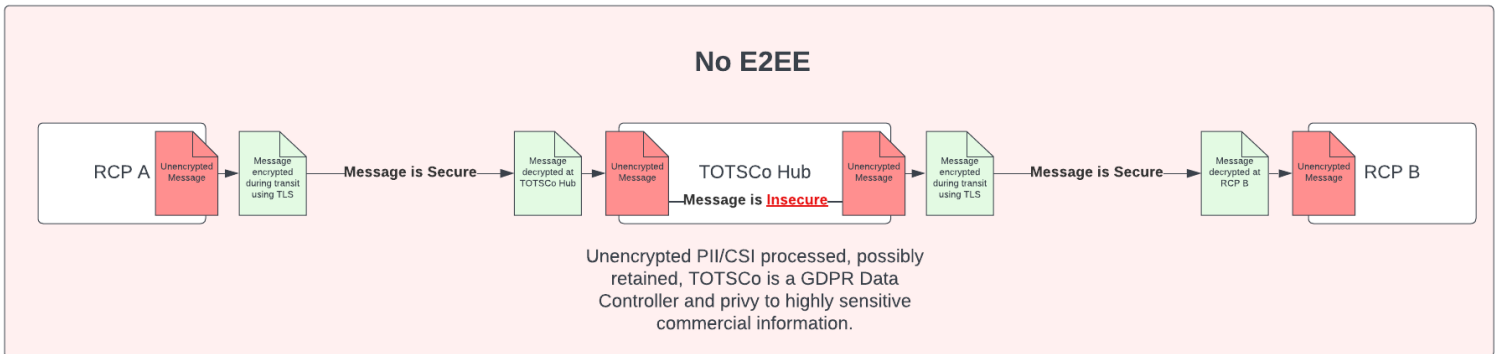 No E2EE
RCP A
Unencrypted
Message
Message
encrypted
during transit
using TLS
Message is Secure
Message
decrypted at
TOTSCo Hub
Unencrypted
Message
TOTSCo Hub
Message is Insecure
Unencrypted
Message
Message
encrypted
during transit
using TLS
Message is Secure
Message
decrypted at
RCP B
Unencrypted
Message
RCP B
Unencrypted PII/CSI processed, possibly
retained, TOTSCo is a GDPR Data
Controller and privy to highly sensitive
commercial information.